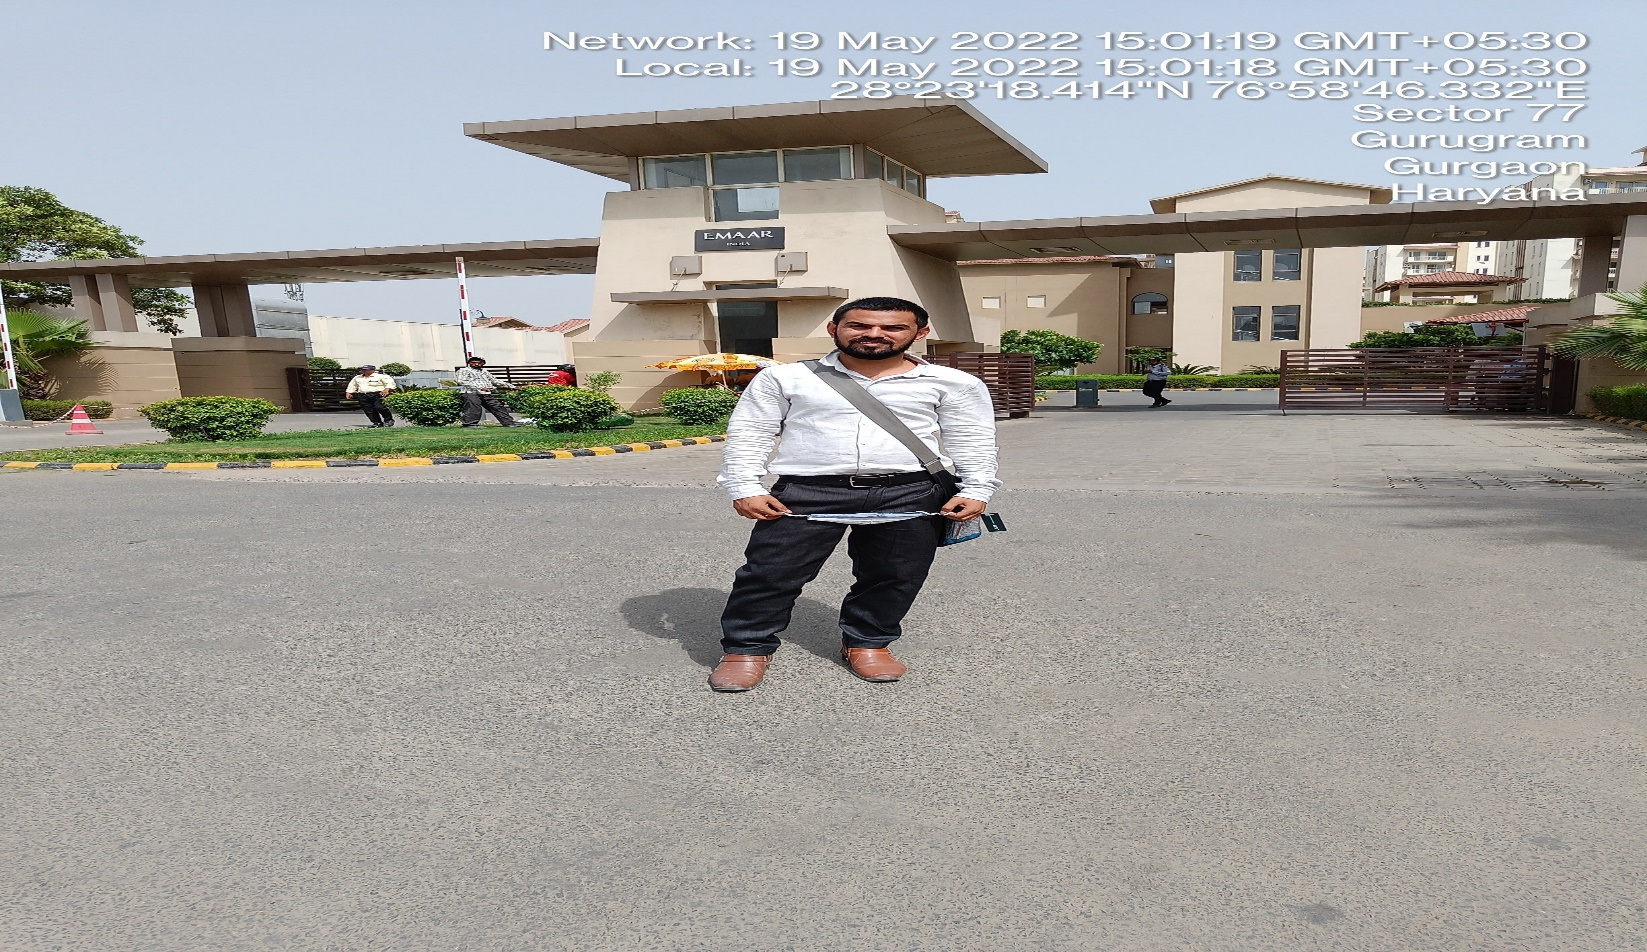 Network: 19 May 2022 15:01:19 GMT+05:30
Local: 19 May 2022 15:01:18 GMT+05:30
28°23'18.414"N 76°58'46.332"E
Sector 77
Gurugram
Gurgaon
Haryana
EMAAR
INDIA